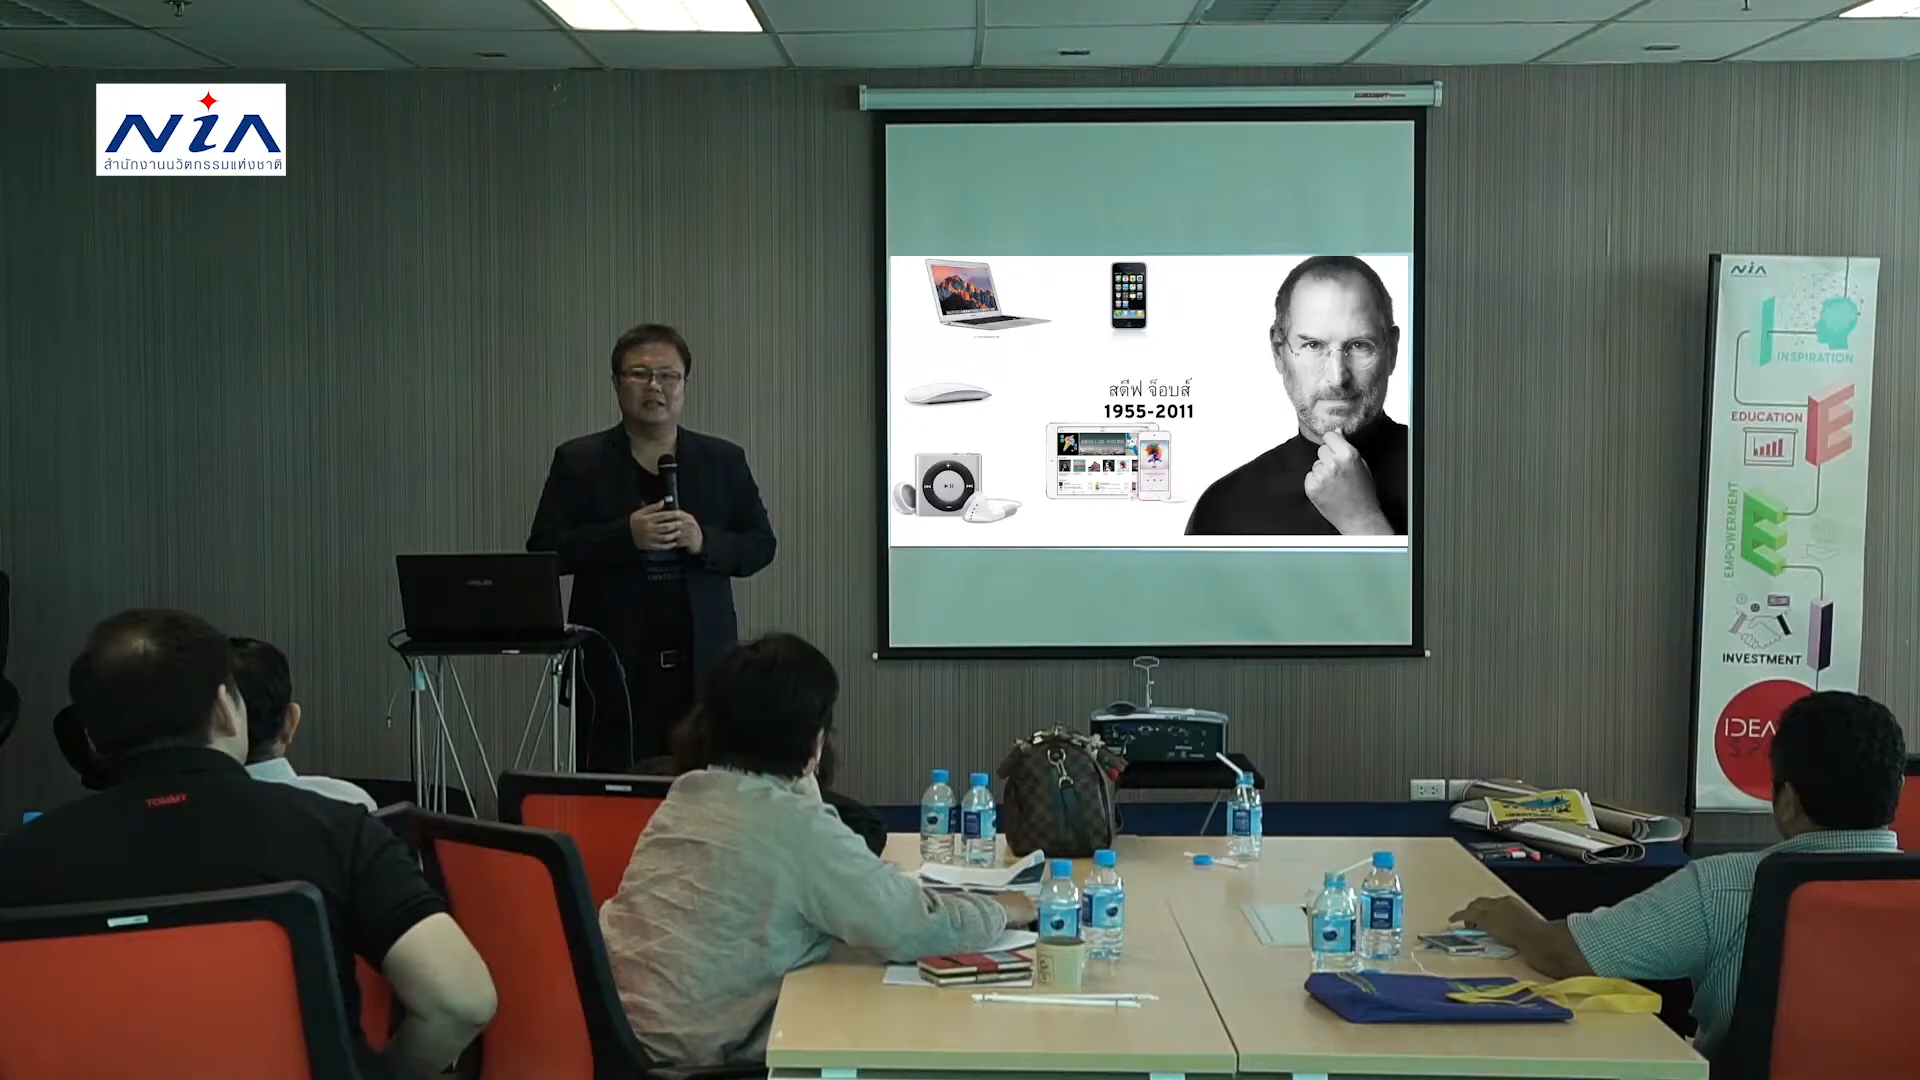 NiA
สำนักงานนวัตกรรมแห่งชาติ
สตีฟ จ็อบส์
1955-2011
NiA
INSPIRATION
EDUCATION
EMPOWERMENT
INVESTMENT
IDEA
ASUS
TOMMY